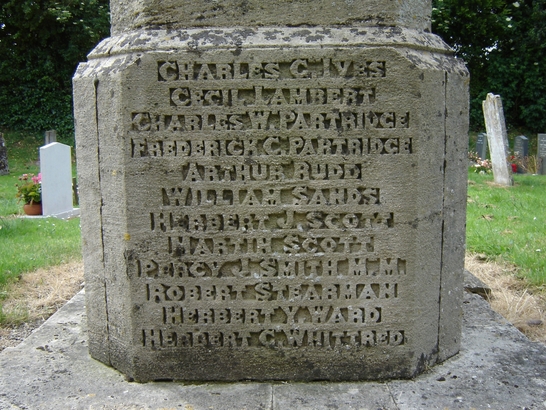 CHARLES C. IVES
CECIL LAMBERT
CHARLES W. PARTRIDGE
FREDERICK C. PARTRIDGE
ARTHUR RUDD
WILLIAM SANDS
HERBERT J. SCOTT
MARTIN SCOTT
PERCY J. SMITH M.M.
ROBERT STEARMAN
HERBERT Y. WARD
HERBERT C. WHITTRED